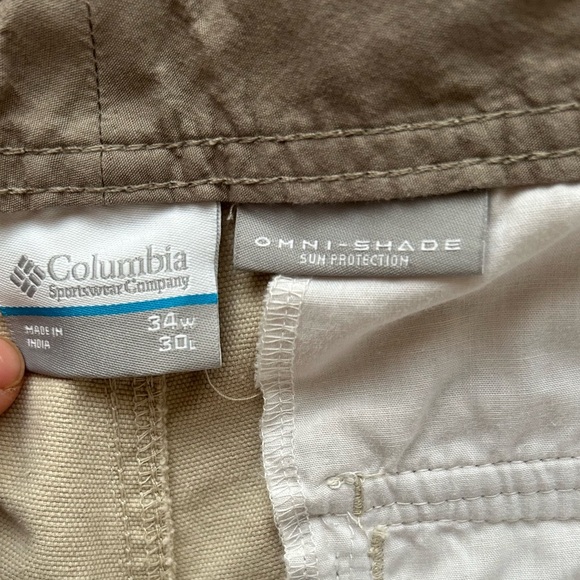 Columbia
Sportswear Company
MADE IN
INDIA
34W
30L
OMNI-SHADE
SUN PROTECTION